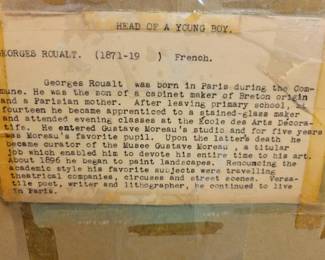 HEAD OF A YOUNG BOY.
GEORGES ROUALT. (1871-19   ) French.
Georges Roualt was born in Paris during the Com-
mune. He was the son of a cabinet maker of Breton origin
and a Parisian mother. After leaving primary school, at
fourteen he became apprenticed to a stained-glass maker
and attended evening classes at the Ecole des Arts Decora-
tife. He entered Gustave Moreau's studio and for five years
was Moreau's favorite pupil. Upon the latter's death he
became curator of the Musee Gustave Moreau, a titular
job which enabled him to devote his entire time to his art.
About 1896 he began to paint landscapes. Renouncing the
academic style his favorite subjects were travelling
theatrical companies, circuses and street scenes. Versa-
tile poet, writer and lithographer, he continued to live
in Paris.